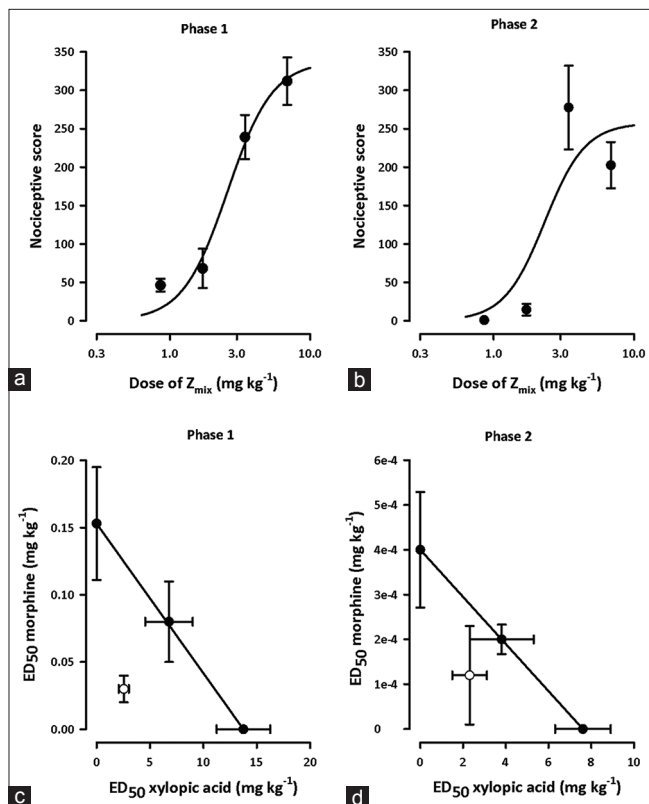 Phase 1
350
300
250
200
150
100
50
0
Nociceptive score
0.3 1.0 3.0 10.0
Dose of Zmix (mg kg⁻¹)
a
Phase 2
350
300
250
200
150
100
50
0
Nociceptive score
0.3 1.0 3.0 10.0
Dose of Zmix (mg kg⁻¹)
b
Phase 1
0.20
0.15
0.10
0.05
0.00
ED50 morphine (mg kg⁻¹)
0 5 10 15 20
ED50 xylopic acid (mg kg⁻¹)
c
Phase 2
6e-4
5e-4
4e-4
3e-4
2e-4
1e-4
0
ED50 morphine (mg kg⁻¹)
0 2 4 6 8 10
ED50 xylopic acid (mg kg⁻¹)
d